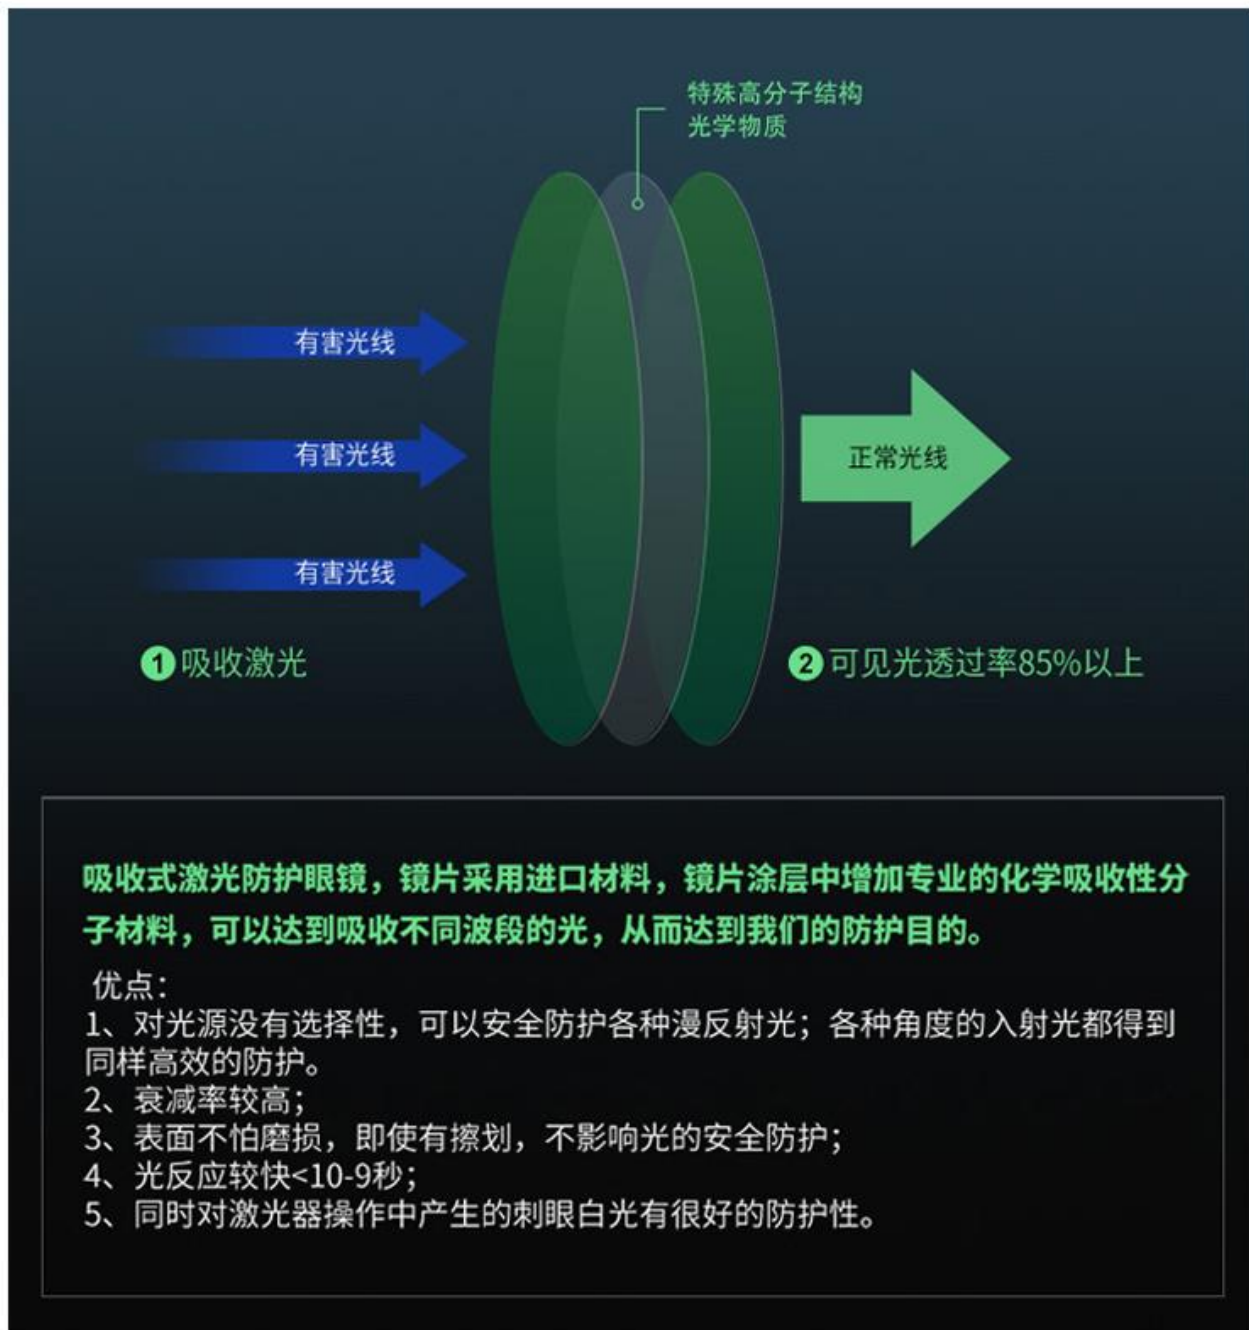 特殊高分子结构
光学物质
有害光线
有害光线
正常光线
有害光线
1 吸收激光
2 可见光透过率85%以上
吸收式激光防护眼镜，镜片采用进口材料，镜片涂层中增加专业的化学吸收性分
子材料，可以达到吸收不同波段的光，从而达到我们的防护目的。
优点：
1、对光源没有选择性，可以安全防护各种漫反射光；各种角度的入射光都得到
同样高效的防护。
2、衰减率较高；
3、表面不怕磨损，即使有擦划，不影响光的安全防护；
4、光反应较快<10-9秒；
5、同时对激光器操作中产生的刺眼白光有很好的防护性。